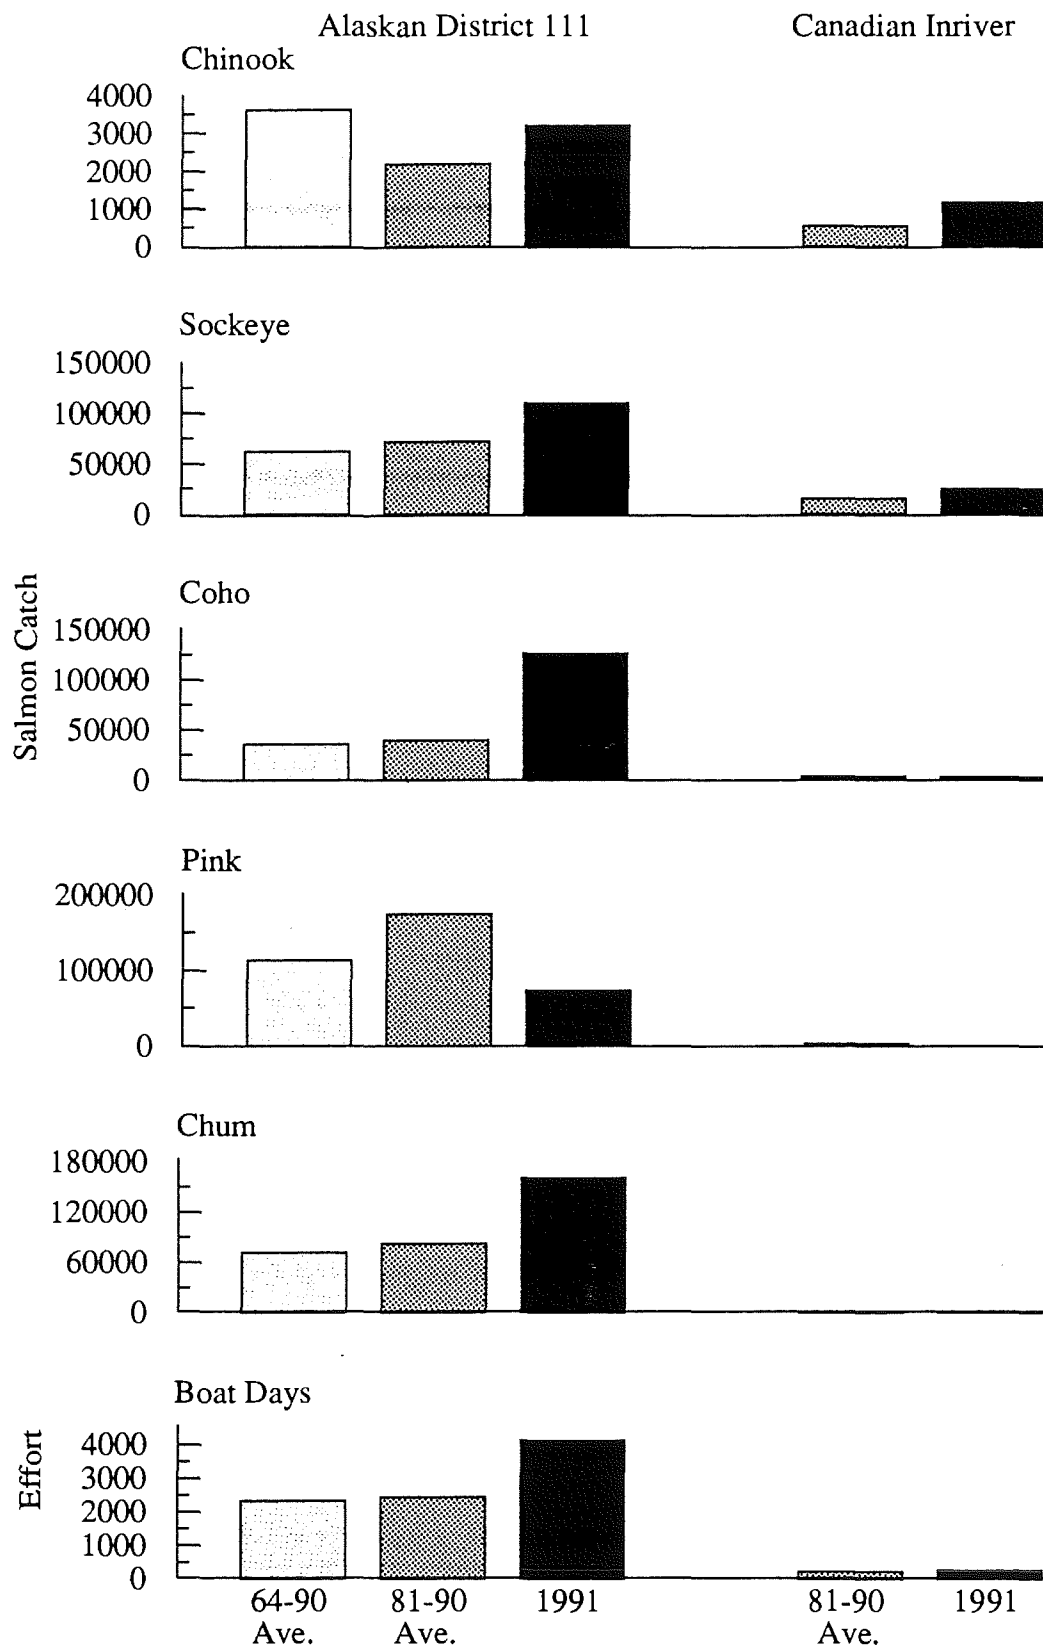 Alaskan District 111 Canadian Inriver
Chinook
4000
3000
2000
1000
0
Sockeye
150000
100000
50000
0
Salmon Catch
Coho
150000
100000
50000
0
Pink
200000
100000
0
Chum
180000
120000
60000
0
Boat Days
Effort
4000
3000
2000
1000
0
64-90 81-90 1991 81-90 1991
Ave. Ave. Ave.